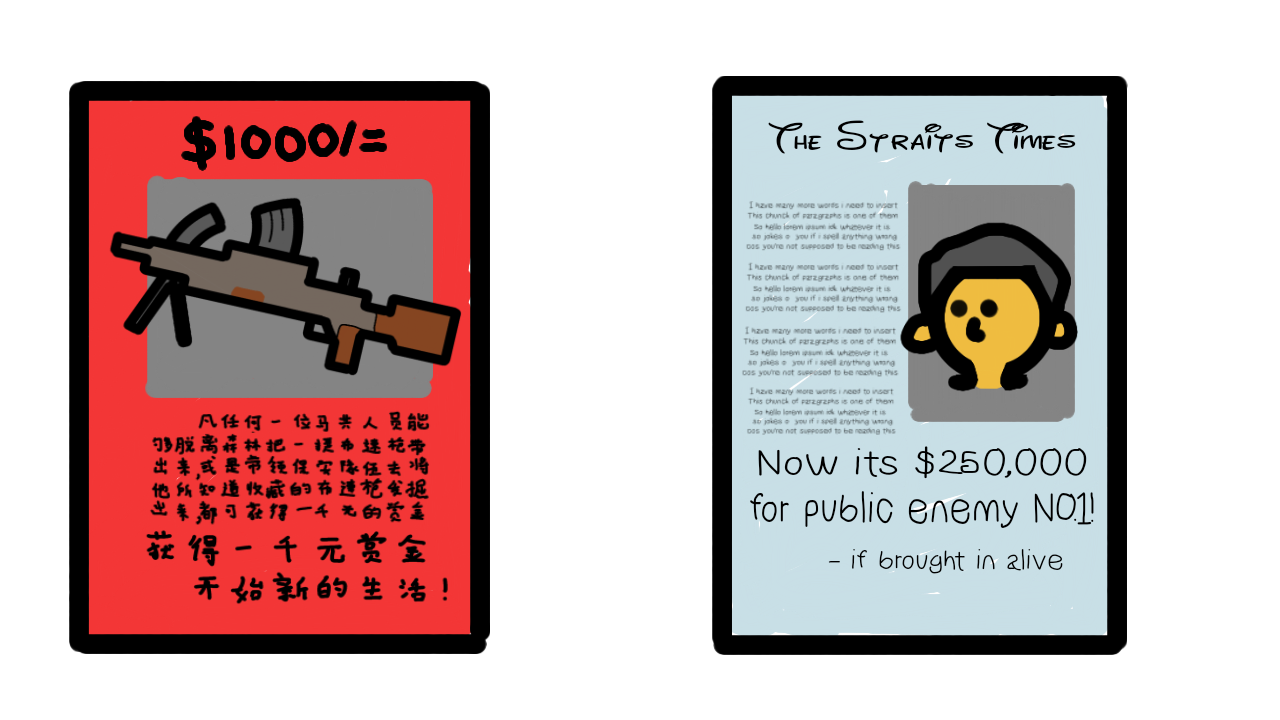 $1000/=
凡任何一位马共人员能
够脱离森林把一挺布连枪带
出来,或是带领保安队伍去将
他所知道收藏的布连枪发掘
出来,都可获得一千元的赏金
获得一千元赏金
开始新的生活!
THE STRAITS TIMES
I have many more words i need to insert
This chunck of paragraphs is one of them
So hello lorem ipsum idk whatever it is
so jokes o you if i spell anything wrong
cos you're not supposed to be reading this
I have many more words i need to insert
This chunck of paragraphs is one of them
So hello lorem ipsum idk whatever it is
so jokes o you if i spell anything wrong
cos you're not supposed to be reading this
I have many more words i need to insert
This chunck of paragraphs is one of them
So hello lorem ipsum idk whatever it is
so jokes o you if i spell anything wrong
cos you're not supposed to be reading this
I have many more words i need to insert
This chunck of paragraphs is one of them
So hello lorem ipsum idk whatever it is
so jokes o you if i spell anything wrong
cos you're not supposed to be reading this
Now its $250,000
for public enemy NO.1!
- if brought in alive